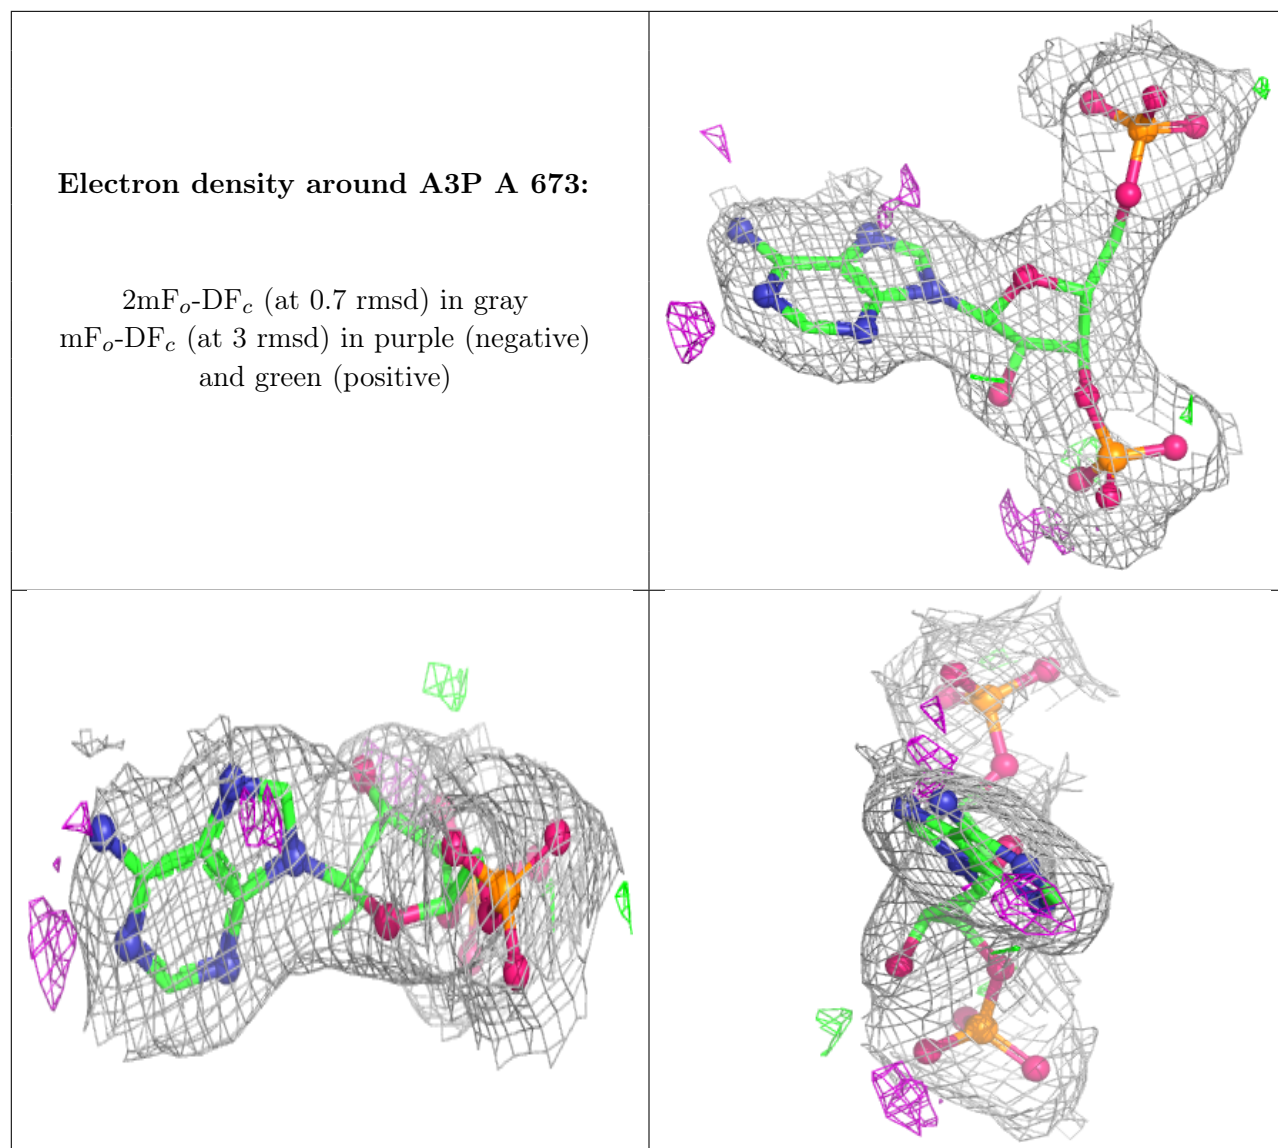 Electron density around A3P A 673:
2mFₒ-DF𝑐 (at 0.7 rmsd) in gray
mFₒ-DF𝑐 (at 3 rmsd) in purple (negative)
and green (positive)